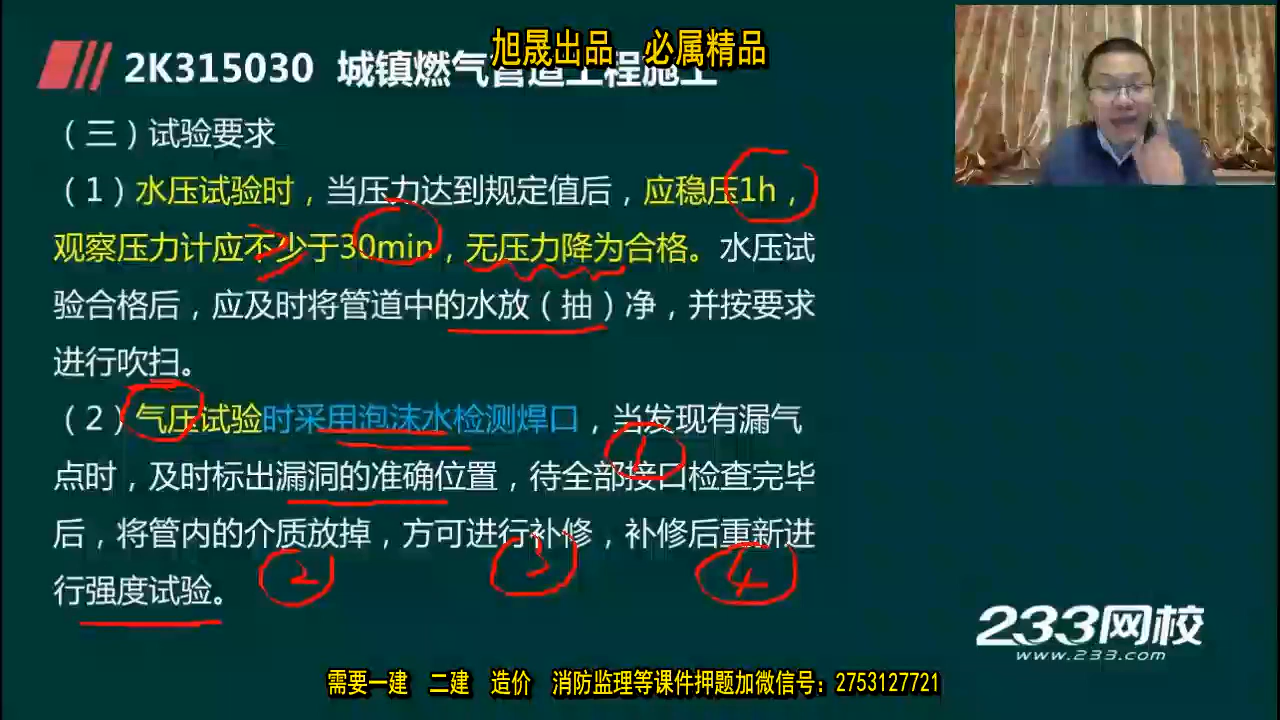 旭晟出品 必属精品
2K315030 城镇燃气管道工程施工
（三）试验要求
（1）水压试验时，当压力达到规定值后，应稳压1h，
观察压力计应不少于30min，无压力降为合格。水压试
验合格后，应及时将管道中的水放（抽）净，并按要求
进行吹扫。
（2）气压试验时采用泡沫水检测焊口，当发现有漏气
点时，及时标出漏洞的准确位置，待全部接口检查完毕
后，将管内的介质放掉，方可进行补修，补修后重新进
行强度试验。
1
2
3
4
233网校
www.233.com
需要一建 二建 造价 消防监理等课件押题加微信号：2753127721